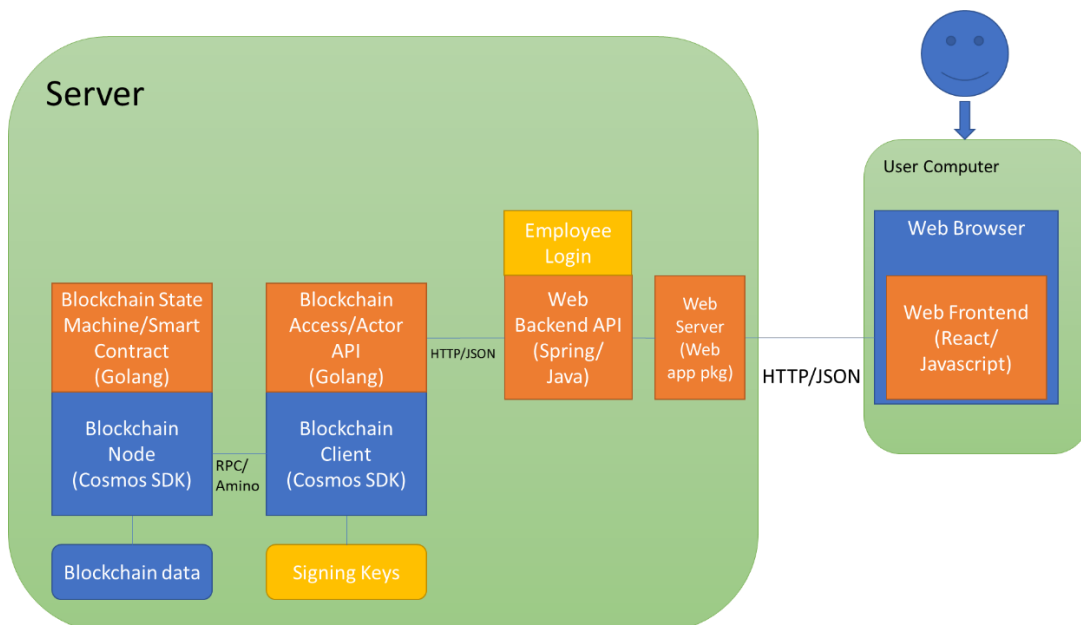 Server
User Computer
Web Browser
Employee
Login
Blockchain State
Machine/Smart
Contract
(Golang)
Blockchain
Access/Actor
API
(Golang)
HTTP/JSON
Web
Backend API
(Spring/
Java)
Web
Server
(Web
app pkg)
HTTP/JSON
Web Frontend
(React/
Javascript)
Blockchain
Node
(Cosmos SDK)
RPC/
Amino
Blockchain
Client
(Cosmos SDK)
Blockchain data
Signing Keys